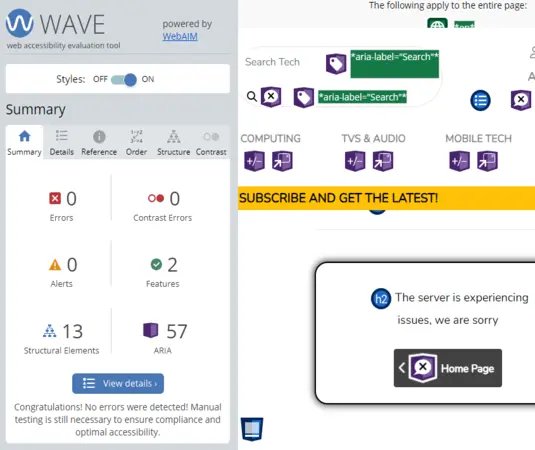 WAVE
web accessibility evaluation tool
powered by
WebAIM
Styles: OFF ON
Summary
Summary Details Reference Order Structure Contrast
0 0
Errors Contrast Errors
0 2
Alerts Features
13 57
Structural Elements ARIA
View details ›
Congratulations! No errors were detected! Manual
testing is still necessary to ensure compliance and
optimal accessibility.
The following apply to the entire page:
Search Tech *aria-label="Search"*
*aria-label="Search"*
COMPUTING TVS & AUDIO MOBILE TECH
+/- +/- +/-
SUBSCRIBE AND GET THE LATEST!
h2 The server is experiencing
issues, we are sorry
Home Page